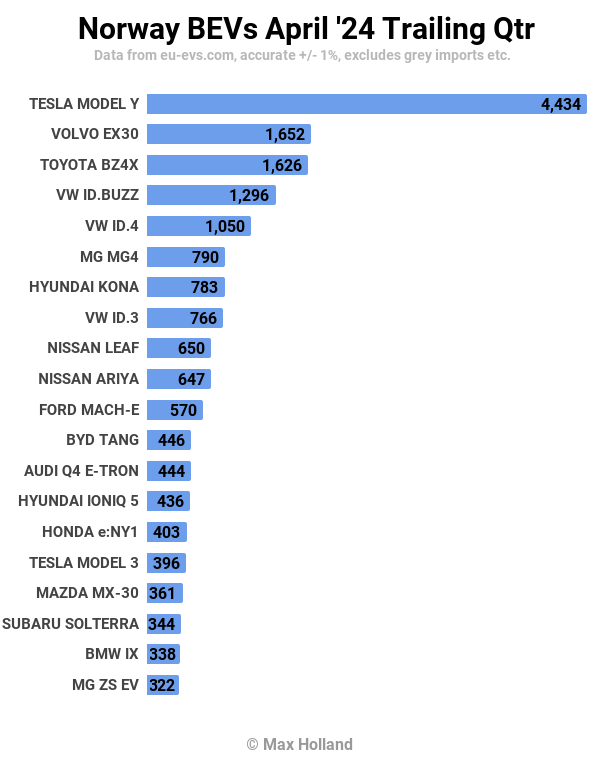 Norway BEVs April '24 Trailing Qtr
Data from eu-evs.com, accurate +/- 1%, excludes grey imports etc.
TESLA MODEL Y 4,434
VOLVO EX30 1,652
TOYOTA BZ4X 1,626
VW ID.BUZZ 1,296
VW ID.4 1,050
MG MG4 790
HYUNDAI KONA 783
VW ID.3 766
NISSAN LEAF 650
NISSAN ARIYA 647
FORD MACH-E 570
BYD TANG 446
AUDI Q4 E-TRON 444
HYUNDAI IONIQ 5 436
HONDA e:NY1 403
TESLA MODEL 3 396
MAZDA MX-30 361
SUBARU SOLTERRA 344
BMW IX 338
MG ZS EV 322
© Max Holland